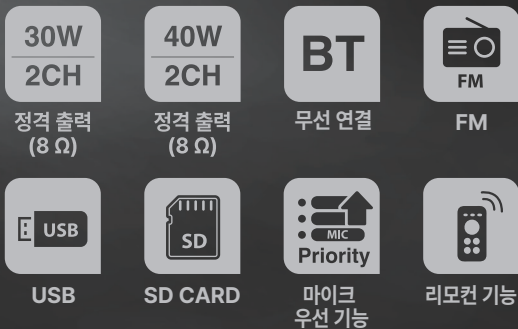 30W
2CH
정격 출력
(8 Ω)
40W
2CH
정격 출력
(8 Ω)
BT
무선 연결
FM
FM
USB
USB
SD
SD CARD
MIC
Priority
마이크
우선 기능
리모컨 기능